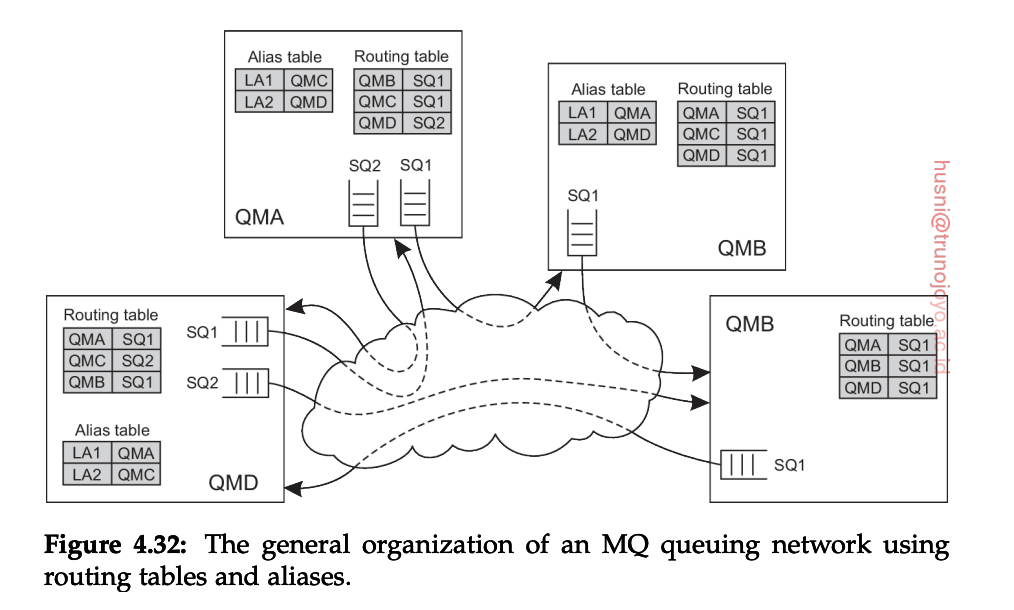 Alias table
LA1 QMC
LA2 QMD
Routing table
QMB SQ1
QMC SQ1
QMD SQ2
SQ2 SQ1
QMA
Alias table
LA1 QMA
LA2 QMD
Routing table
QMA SQ1
QMC SQ1
QMD SQ1
SQ1
QMB
Routing table
QMA SQ1
QMC SQ2
QMB SQ1
SQ1
SQ2
Alias table
LA1 QMA
LA2 QMC
QMD
QMB
Routing table
QMA SQ1
QMB SQ1
QMD SQ1
SQ1
husni@trunojoyo.ac.id
Figure 4.32: The general organization of an MQ queuing network using
routing tables and aliases.